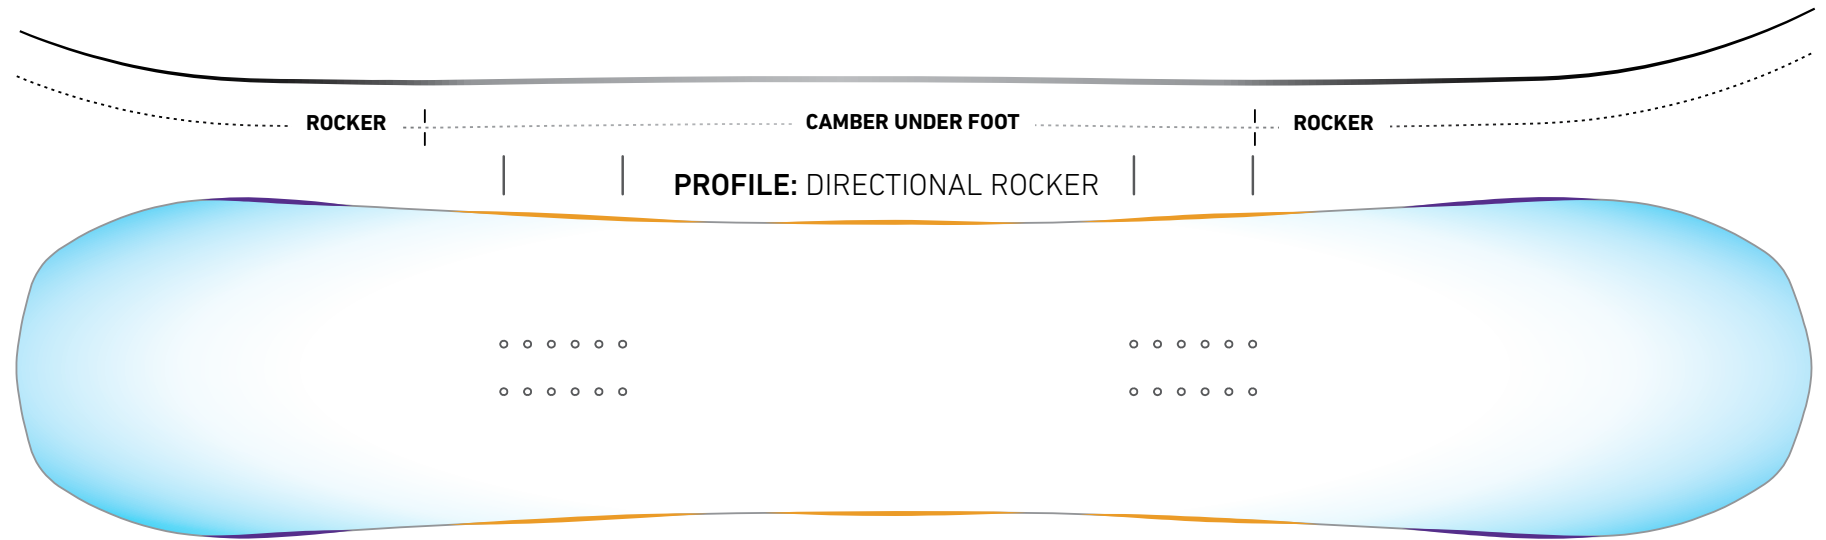 ROCKER CAMBER UNDER FOOT ROCKER
PROFILE: DIRECTIONAL ROCKER